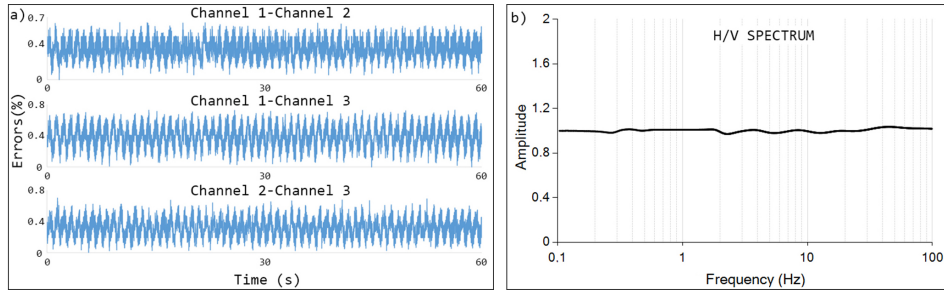 a)
Channel 1-Channel 2
0.7
0.4
0
0
30
60
Channel 1-Channel 3
0.8
0.4
0
0
30
60
Channel 2-Channel 3
0.8
0.4
0
0
30
60
Errors(%)
Time (s)
b)
H/V SPECTRUM
2
1.6
1.2
0.8
0.4
0
0.1
1
10
100
Amplitude
Frequency (Hz)